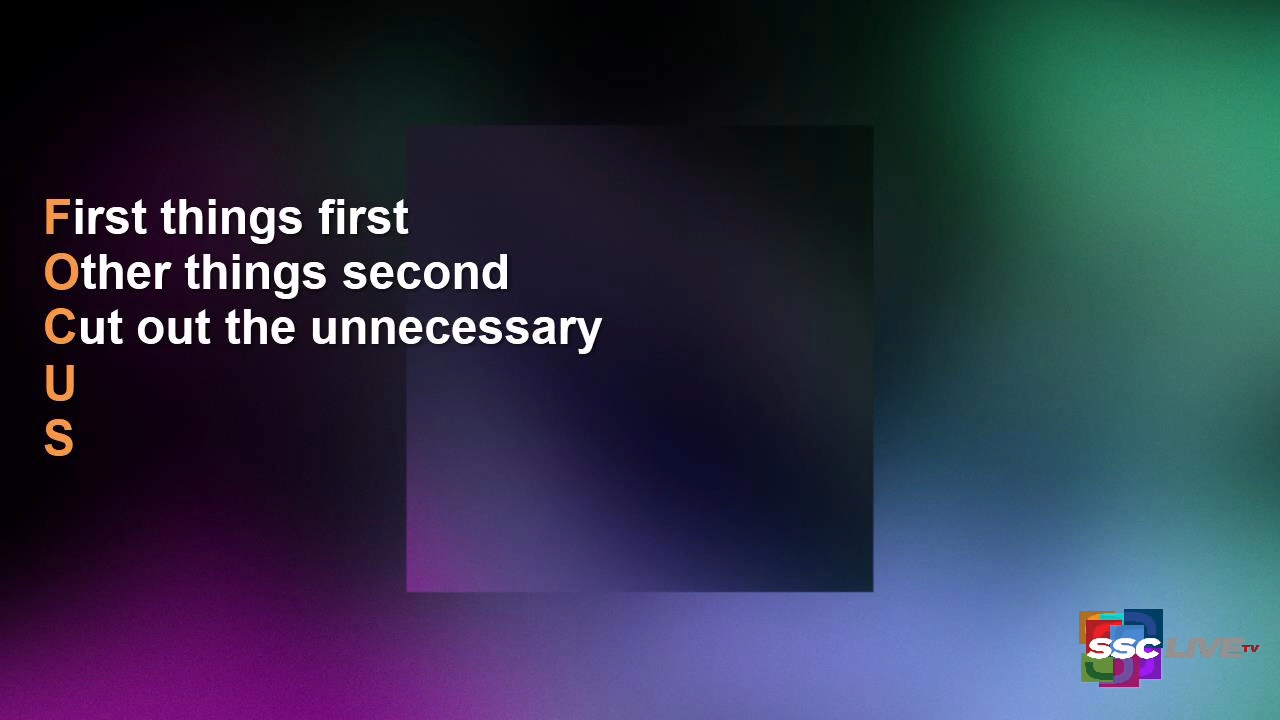 First things first
Other things second
Cut out the unnecessary
U
S
SSC LIVE TV